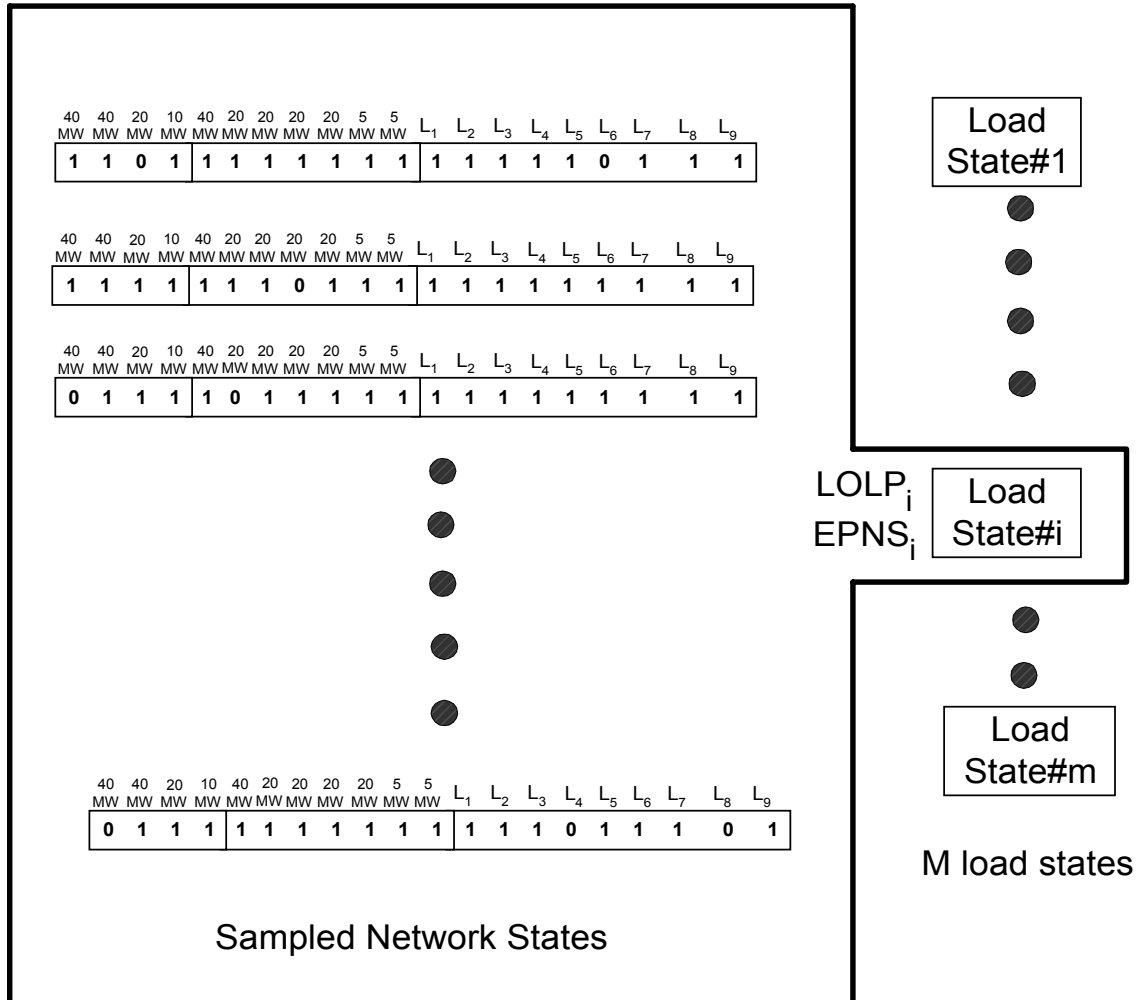 40 40 20 10 40 20 20 20 20 5 5 L1 L2 L3 L4 L5 L6 L7 L8 L9
MW MW MW MW MW MW MW MW MW MW MW
1 1 0 1 1 1 1 1 1 1 1 1 1 1 1 1 0 1 1 1
40 40 20 10 40 20 20 20 20 5 5 L1 L2 L3 L4 L5 L6 L7 L8 L9
MW MW MW MW MW MW MW MW MW MW MW
1 1 1 1 1 1 1 0 1 1 1 1 1 1 1 1 1 1 1 1
40 40 20 10 40 20 20 20 20 5 5 L1 L2 L3 L4 L5 L6 L7 L8 L9
MW MW MW MW MW MW MW MW MW MW MW
0 1 1 1 1 0 1 1 1 1 1 1 1 1 1 1 1 1 1 1
40 40 20 10 40 20 20 20 20 5 5 L1 L2 L3 L4 L5 L6 L7 L8 L9
MW MW MW MW MW MW MW MW MW MW MW
0 1 1 1 1 1 1 1 1 1 1 1 1 1 0 1 1 1 0 1
Sampled Network States
Load
State#1
LOLPi
EPNSi
Load
State#i
Load
State#m
M load states